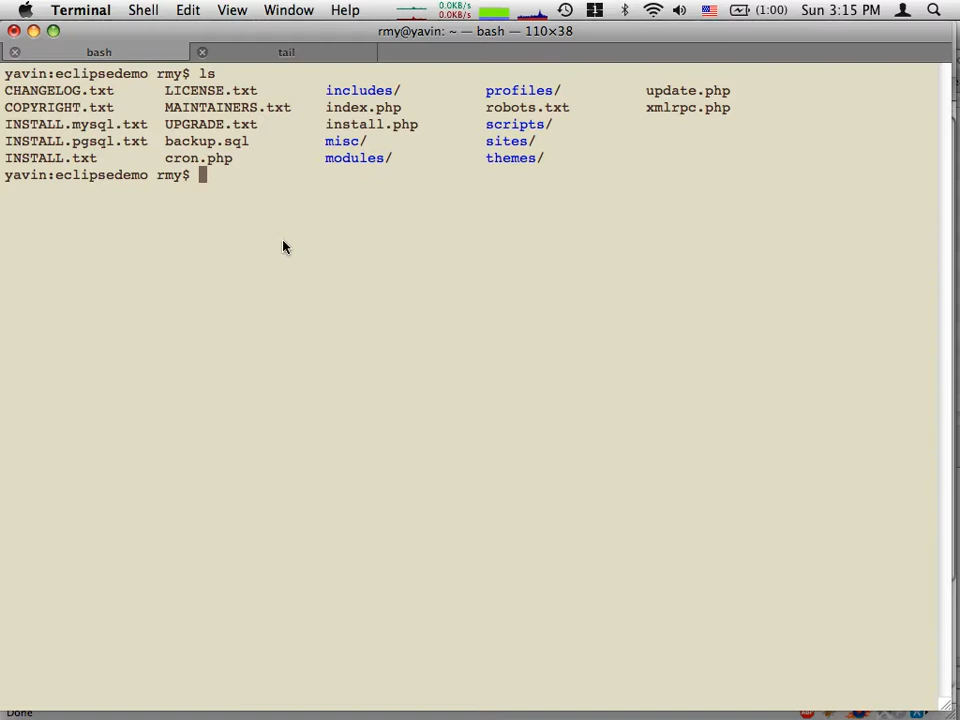 Terminal Shell Edit View Window Help 0.0KB/s 0.0KB/s (1:00) Sun 3:15 PM
rmy@yavin: ~ — bash — 110×38
bash tail
yavin:eclipsedemo rmy$ ls
CHANGELOG.txt LICENSE.txt includes/ profiles/ update.php
COPYRIGHT.txt MAINTAINERS.txt index.php robots.txt xmlrpc.php
INSTALL.mysql.txt UPGRADE.txt install.php scripts/
INSTALL.pgsql.txt backup.sql misc/ sites/
INSTALL.txt cron.php modules/ themes/
yavin:eclipsedemo rmy$
Done